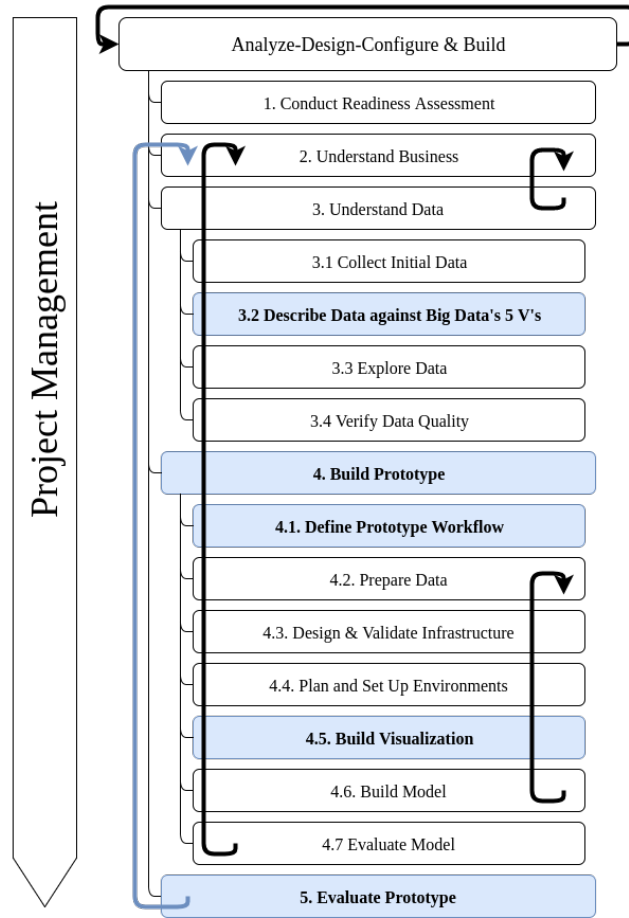 Project Management
Analyze-Design-Configure & Build
1. Conduct Readiness Assessment
2. Understand Business
3. Understand Data
3.1 Collect Initial Data
3.2 Describe Data against Big Data's 5 V's
3.3 Explore Data
3.4 Verify Data Quality
4. Build Prototype
4.1. Define Prototype Workflow
4.2. Prepare Data
4.3. Design & Validate Infrastructure
4.4. Plan and Set Up Environments
4.5. Build Visualization
4.6. Build Model
4.7 Evaluate Model
5. Evaluate Prototype